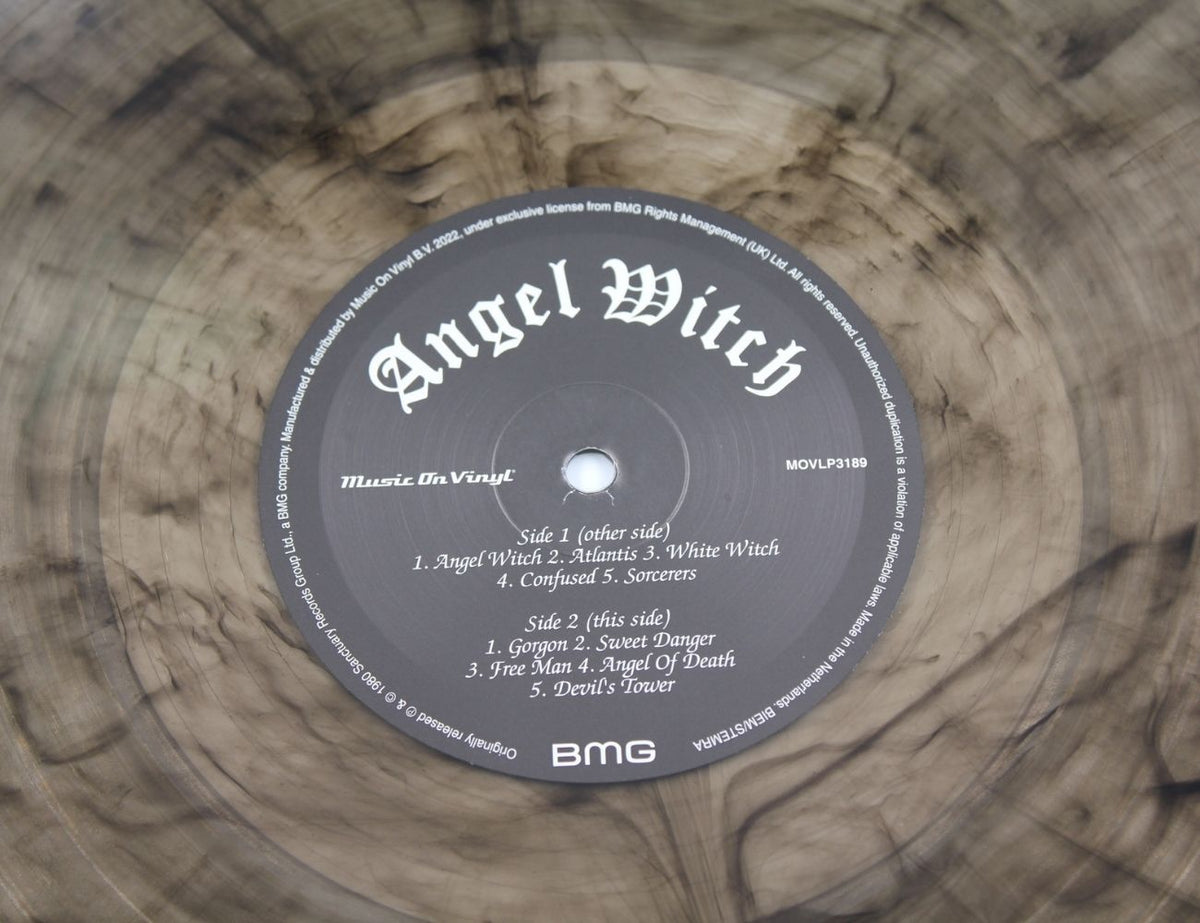 Angel Witch
Music On Vinyl
MOVLP3189
Side 1 (other side)
1. Angel Witch 2. Atlantis 3. White Witch
4. Confused 5. Sorcerers
Side 2 (this side)
1. Gorgon 2. Sweet Danger
3. Free Man 4. Angel Of Death
5. Devil's Tower
BMG
Originally released ℗ & © 1980 Sanctuary Records Group Ltd., a BMG company. Manufactured & distributed by Music On Vinyl B.V. 2022, under exclusive license from BMG Rights Management (UK) Ltd. All rights reserved. Unauthorized duplication is a violation of applicable laws. Made in the Netherlands. BIEM/STEMRA